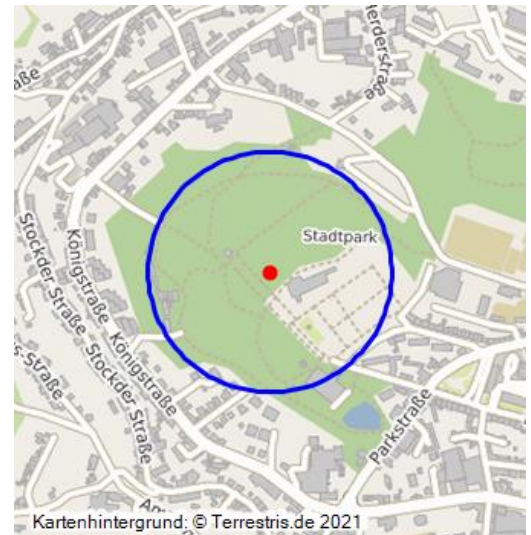 Herderstraße
Stadtpark
Königstraße
Stockder Straße
Königstraße
Stockder Straße
Parkstraße
Kartenhintergrund: © Terrestris.de 2021